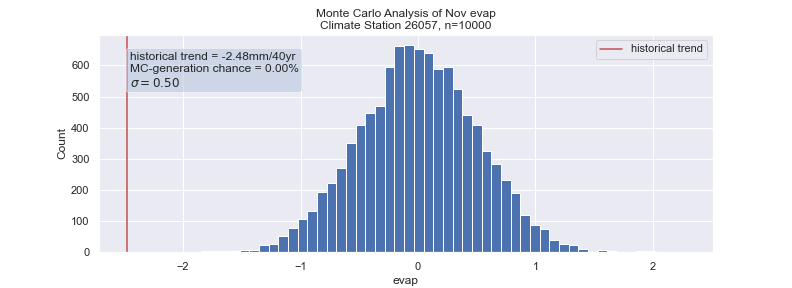 Monte Carlo Analysis of Nov evap
Climate Station 26057, n=10000
historical trend = -2.48mm/40yr
MC-generation chance = 0.00%
σ = 0.50
historical trend
Count
600
500
400
300
200
100
0
−2
−1
0
1
2
evap